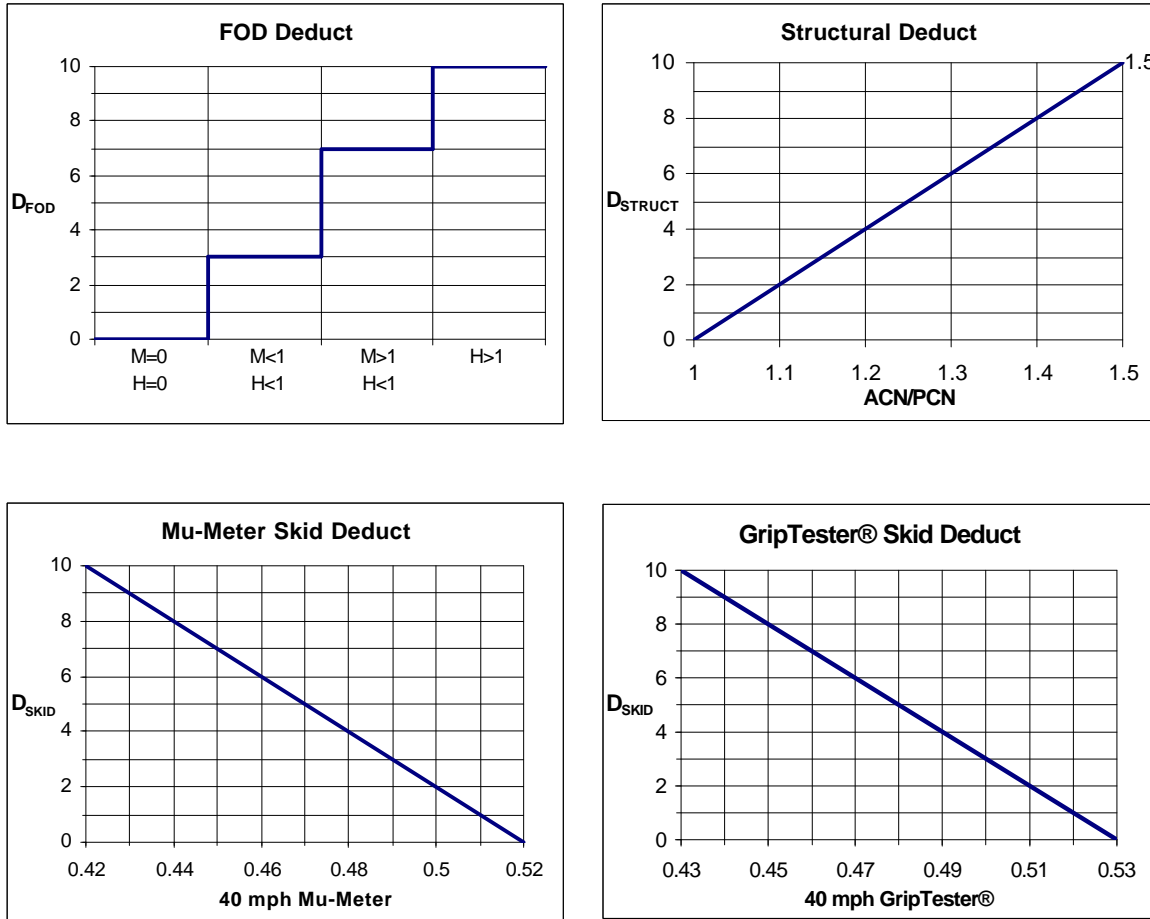 FOD Deduct
10
8
6
D_FOD
4
2
0
M=0 M<1 M>1 H>1
H=0 H<1 H<1
Structural Deduct
10 1.5
8
6
D_STRUCT
4
2
0
1 1.1 1.2 1.3 1.4 1.5
ACN/PCN
Mu-Meter Skid Deduct
10
8
6
D_SKID
4
2
0
0.42 0.44 0.46 0.48 0.5 0.52
40 mph Mu-Meter
GripTester® Skid Deduct
10
8
6
D_SKID
4
2
0
0.43 0.45 0.47 0.49 0.51 0.53
40 mph GripTester®